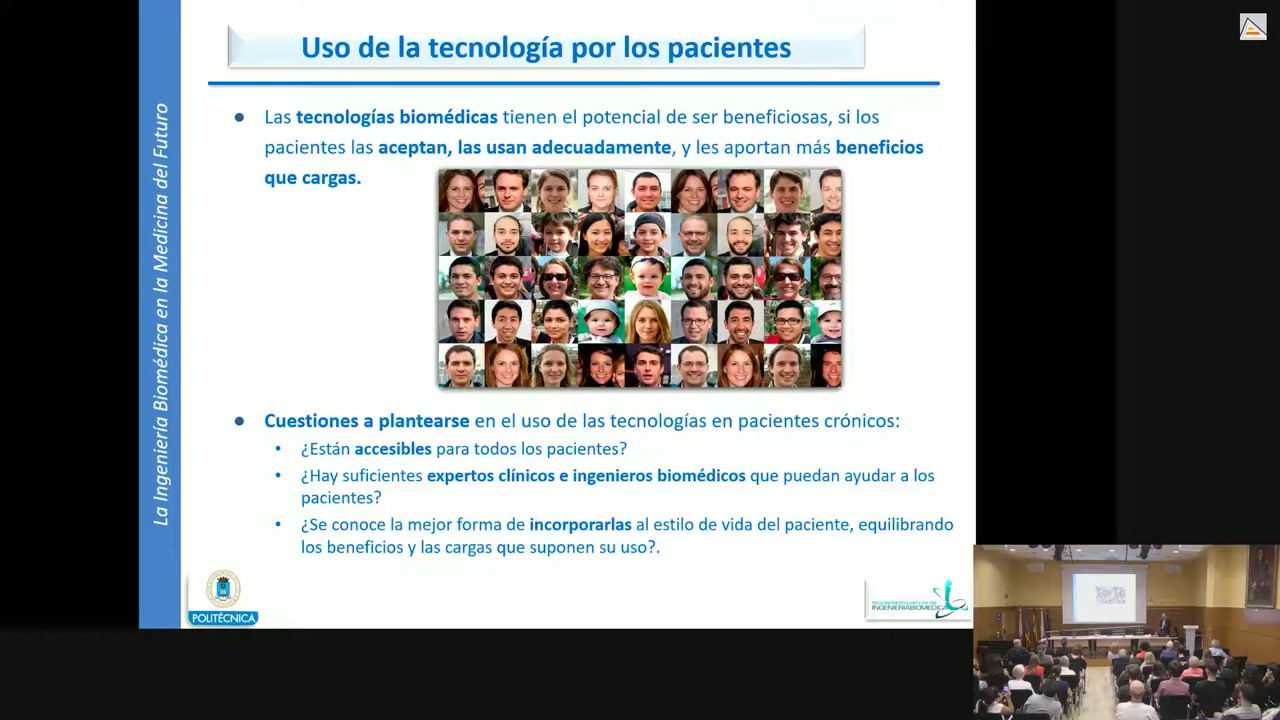 Uso de la tecnología por los pacientes
La Ingeniería Biomédica en la Medicina del Futuro
● Las tecnologías biomédicas tienen el potencial de ser beneficiosas, si los
pacientes las aceptan, las usan adecuadamente, y les aportan más beneficios
que cargas.
● Cuestiones a plantearse en el uso de las tecnologías en pacientes crónicos:
• ¿Están accesibles para todos los pacientes?
• ¿Hay suficientes expertos clínicos e ingenieros biomédicos que puedan ayudar a los
pacientes?
• ¿Se conoce la mejor forma de incorporarlas al estilo de vida del paciente, equilibrando
los beneficios y las cargas que suponen su uso?.
POLITÉCNICA
INGENIERIABIOMEDICA